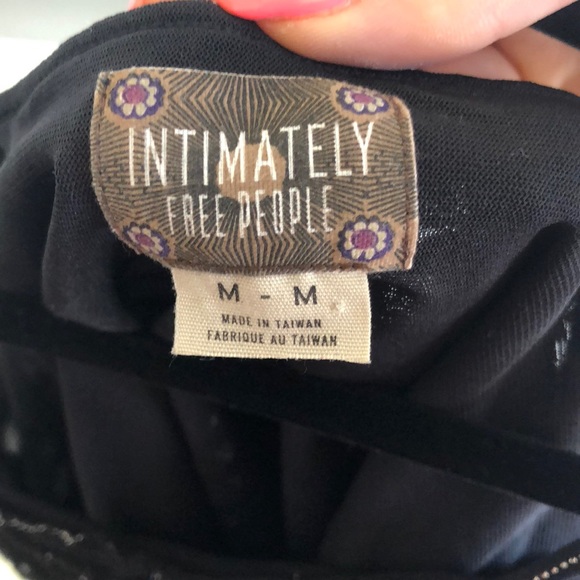 INTIMATELY
FREE PEOPLE
M - M
MADE IN TAIWAN
FABRIQUE AU TAIWAN